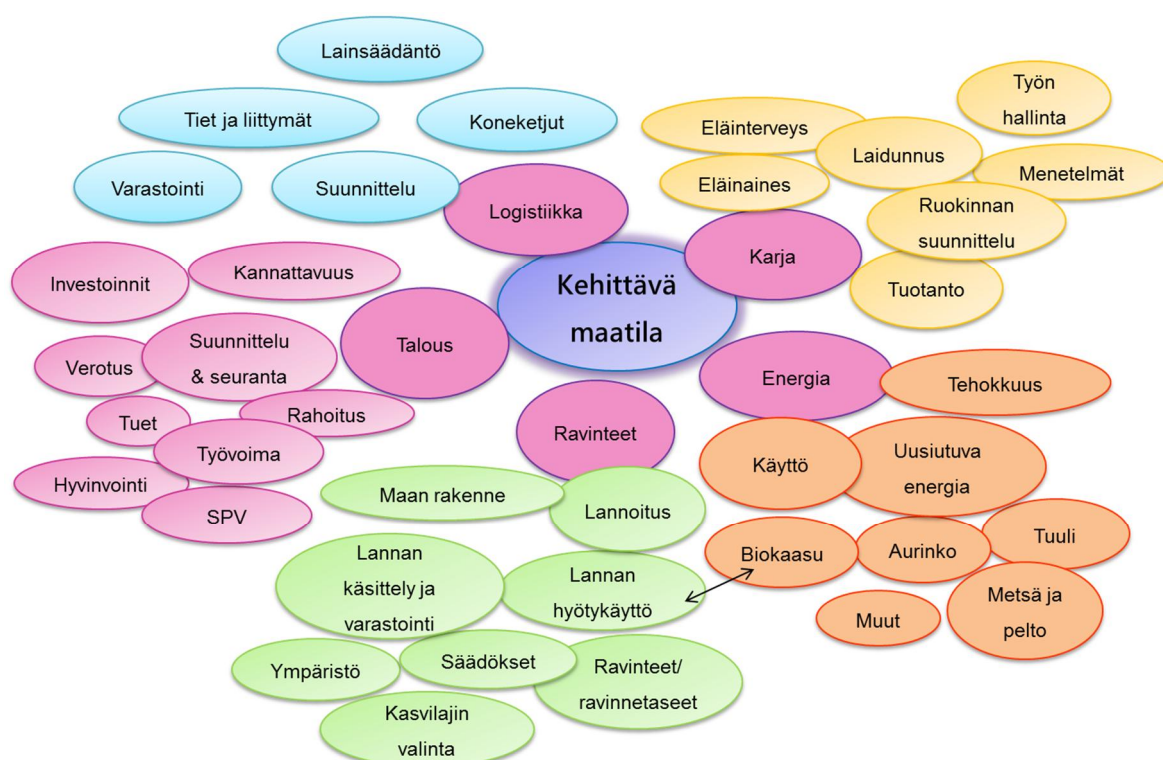 Lainsäädäntö
Tiet ja liittymät
Koneketjut
Varastointi
Suunnittelu
Logistiikka
Eläinterveys
Työn
hallinta
Laidunnus
Menetelmät
Eläinaines
Ruokinnan
suunnittelu
Karja
Tuotanto
Kehittävä
maatila
Investoinnit
Kannattavuus
Talous
Suunnittelu
& seuranta
Verotus
Rahoitus
Tuet
Työvoima
Hyvinvointi
SPV
Energia
Tehokkuus
Käyttö
Uusiutuva
energia
Biokaasu
Aurinko
Tuuli
Muut
Metsä ja
pelto
Ravinteet
Maan rakenne
Lannoitus
Lannan
käsittely ja
varastointi
Lannan
hyötykäyttö
Säädökset
Ympäristö
Ravinteet/
ravinnetaseet
Kasvilajin
valinta